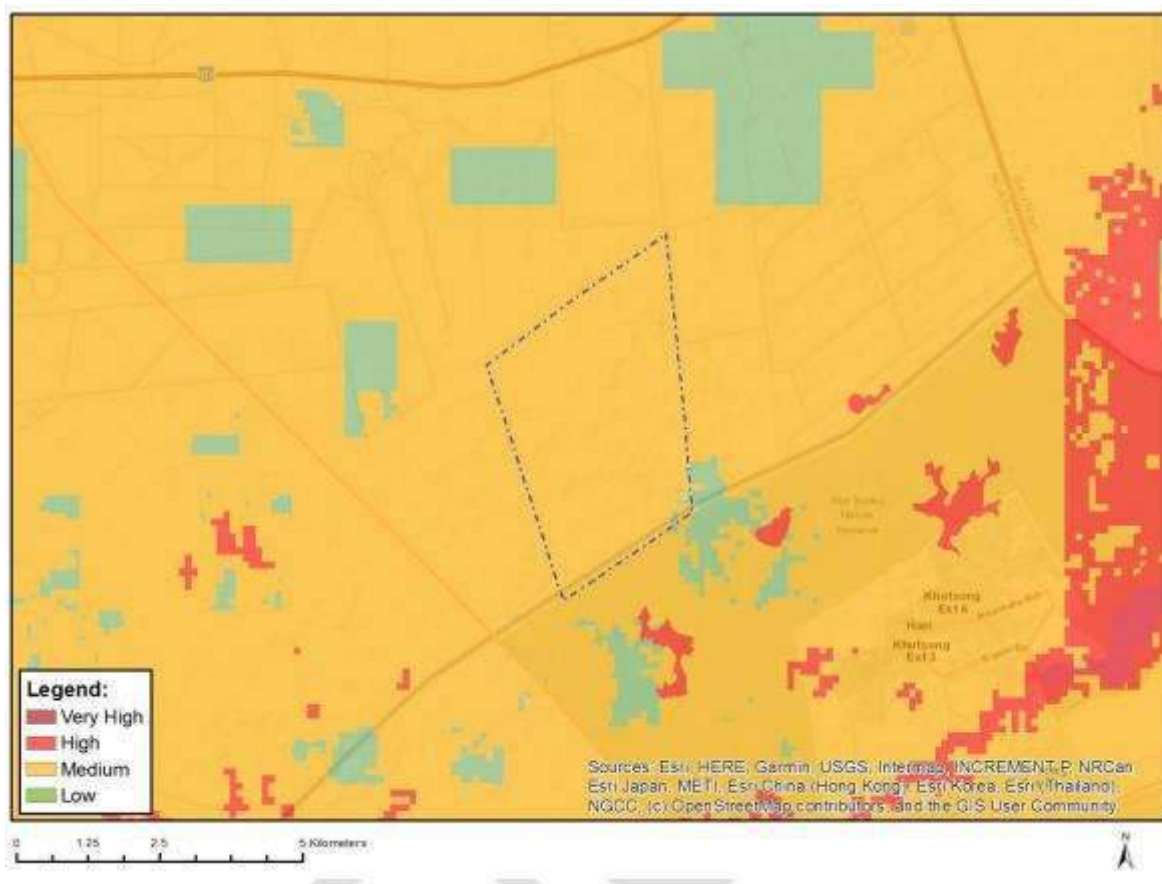 Khutsong
Ext 6
Khutsong
Ext 3
Legend:
Very High
High
Medium
Low
Sources: Esri, HERE, Garmin, USGS, Intermap, INCREMENT P, NRCan,
Esri Japan, METI, Esri China (Hong Kong), Esri Korea, Esri (Thailand),
NGCC, (c) OpenStreetMap contributors, and the GIS User Community
0 1.25 2.5 5 Kilometers
N